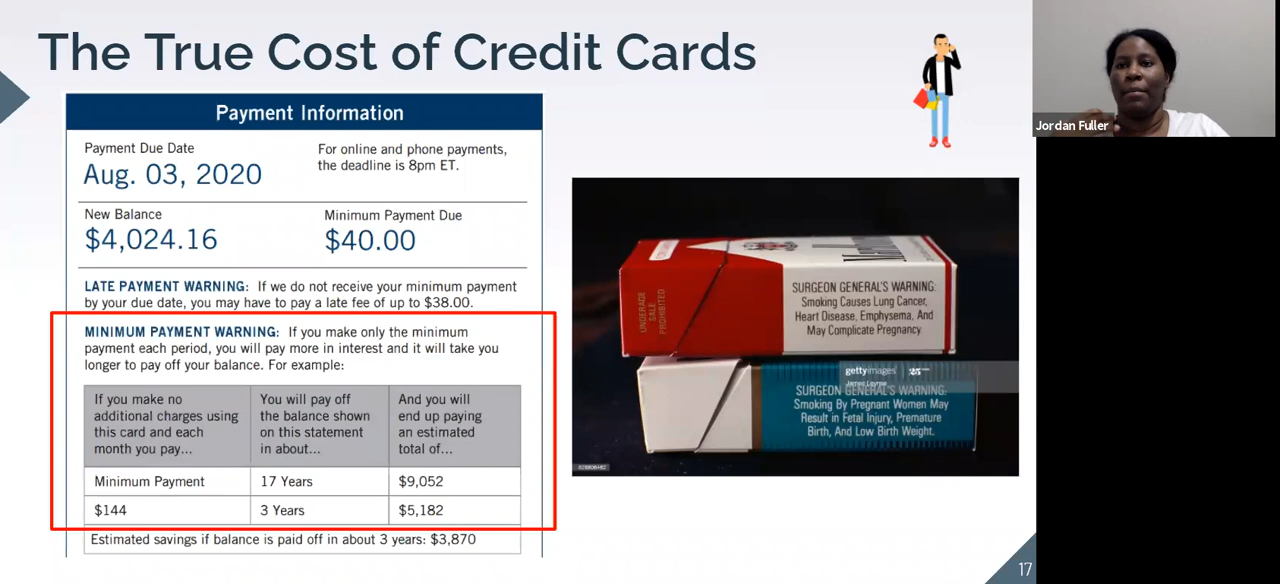 The True Cost of Credit Cards
Payment Information
Payment Due Date
Aug. 03, 2020
For online and phone payments,
the deadline is 8pm ET.
New Balance
$4,024.16
Minimum Payment Due
$40.00
LATE PAYMENT WARNING: If we do not receive your minimum payment
by your due date, you may have to pay a late fee of up to $38.00.
MINIMUM PAYMENT WARNING: If you make only the minimum
payment each period, you will pay more in interest and it will take you
longer to pay off your balance. For example:
If you make no
additional charges using
this card and each
month you pay...
You will pay off
the balance shown
on this statement
in about...
And you will
end up paying
an estimated
total of...
Minimum Payment
17 Years
$9,052
$144
3 Years
$5,182
Estimated savings if balance is paid off in about 3 years: $3,870
UNDERAGE
SALE
PROHIBITED
SURGEON GENERAL'S WARNING:
Smoking Causes Lung Cancer,
Heart Disease, Emphysema, And
May Complicate Pregnancy.
gettyimages
SURGEON GENERAL'S WARNING:
Smoking By Pregnant Women May
Result in Fetal Injury, Premature
Birth, And Low Birth Weight.
Jordan Fuller
17